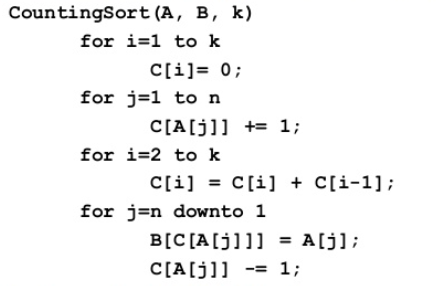 CountingSort(A, B, k)
for i=1 to k
C[i]= 0;
for j=1 to n
C[A[j]] += 1;
for i=2 to k
C[i] = C[i] + C[i-1];
for j=n downto 1
B[C[A[j]]] = A[j];
C[A[j]] -= 1;